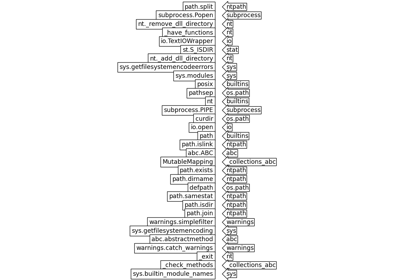 path.split ntpath
subprocess.Popen subprocess
nt._remove_dll_directory nt
_have_functions nt
io.TextIOWrapper io
st.S_ISDIR stat
nt._add_dll_directory nt
sys.getfilesystemencodeerrors sys
sys.modules sys
posix builtins
pathsep os.path
nt builtins
subprocess.PIPE subprocess
curdir os.path
io.open io
path builtins
path.islink ntpath
abc.ABC abc
MutableMapping _collections_abc
path.exists ntpath
path.dirname ntpath
defpath os.path
path.samestat ntpath
path.isdir ntpath
path.join ntpath
warnings.simplefilter warnings
sys.getfilesystemencoding sys
abc.abstractmethod abc
warnings.catch_warnings warnings
_exit nt
_check_methods _collections_abc
sys.builtin_module_names sys